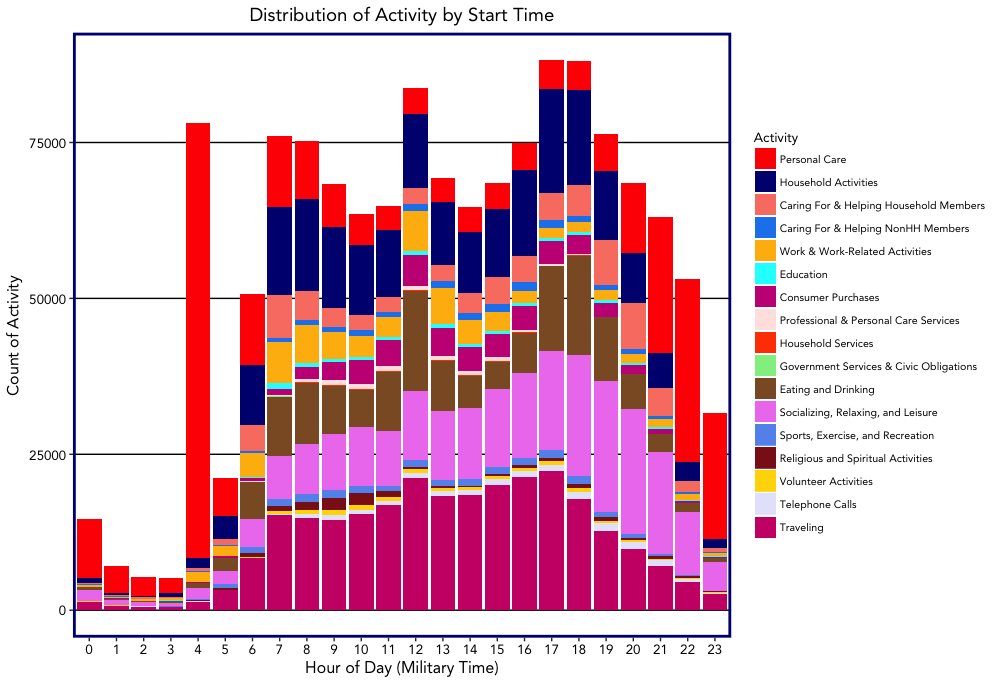 Distribution of Activity by Start Time
Count of Activity
75000
50000
25000
0
0 1 2 3 4 5 6 7 8 9 10 11 12 13 14 15 16 17 18 19 20 21 22 23
Hour of Day (Military Time)
Activity
Personal Care
Household Activities
Caring For & Helping Household Members
Caring For & Helping NonHH Members
Work & Work-Related Activities
Education
Consumer Purchases
Professional & Personal Care Services
Household Services
Government Services & Civic Obligations
Eating and Drinking
Socializing, Relaxing, and Leisure
Sports, Exercise, and Recreation
Religious and Spiritual Activities
Volunteer Activities
Telephone Calls
Traveling